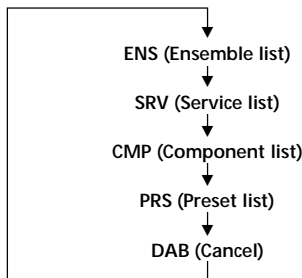 ENS (Ensemble list)
SRV (Service list)
CMP (Component list)
PRS (Preset list)
DAB (Cancel)